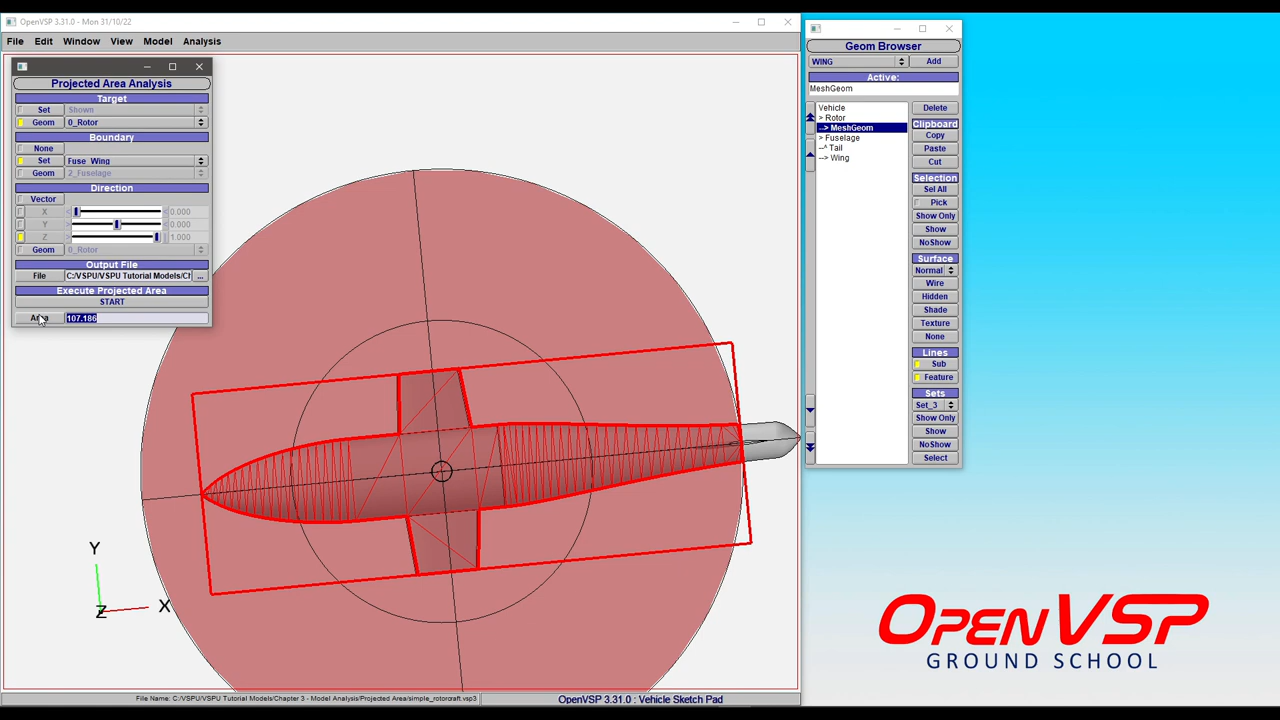 OpenVSP 3.31.0 - Mon 31/10/22
File Edit Window View Model Analysis
Projected Area Analysis
Target
Set Shown
Geom 0_Rotor
Boundary
None
Set Fuse_Wing
Geom 2_Fuselage
Direction
Vector
X < < 0.000
Y < < 0.000
Z 1.000
Geom 0_Rotor
Output File
File C:/VSPU/VSPU Tutorial Models/Ch ...
Execute Projected Area
START
Area 107.186
Y
Z X
File Name: C:/VSPU/VSPU Tutorial Models/Chapter 3 - Model Analysis/Projected Area/simple_rotorcraft.vsp3
OpenVSP 3.31.0 : Vehicle Sketch Pad
Geom Browser
WING Add
Active:
MeshGeom
Vehicle
> Rotor
--> MeshGeom
> Fuselage
--^ Tail
--> Wing
Delete
Clipboard
Copy
Paste
Cut
Selection
Sel All
Pick
Show Only
Show
NoShow
Surface
Normal
Wire
Hidden
Shade
Texture
None
Lines
Sub
Feature
Sets
Set_3
Show Only
Show
NoShow
Select
OPENVSP
GROUND SCHOOL